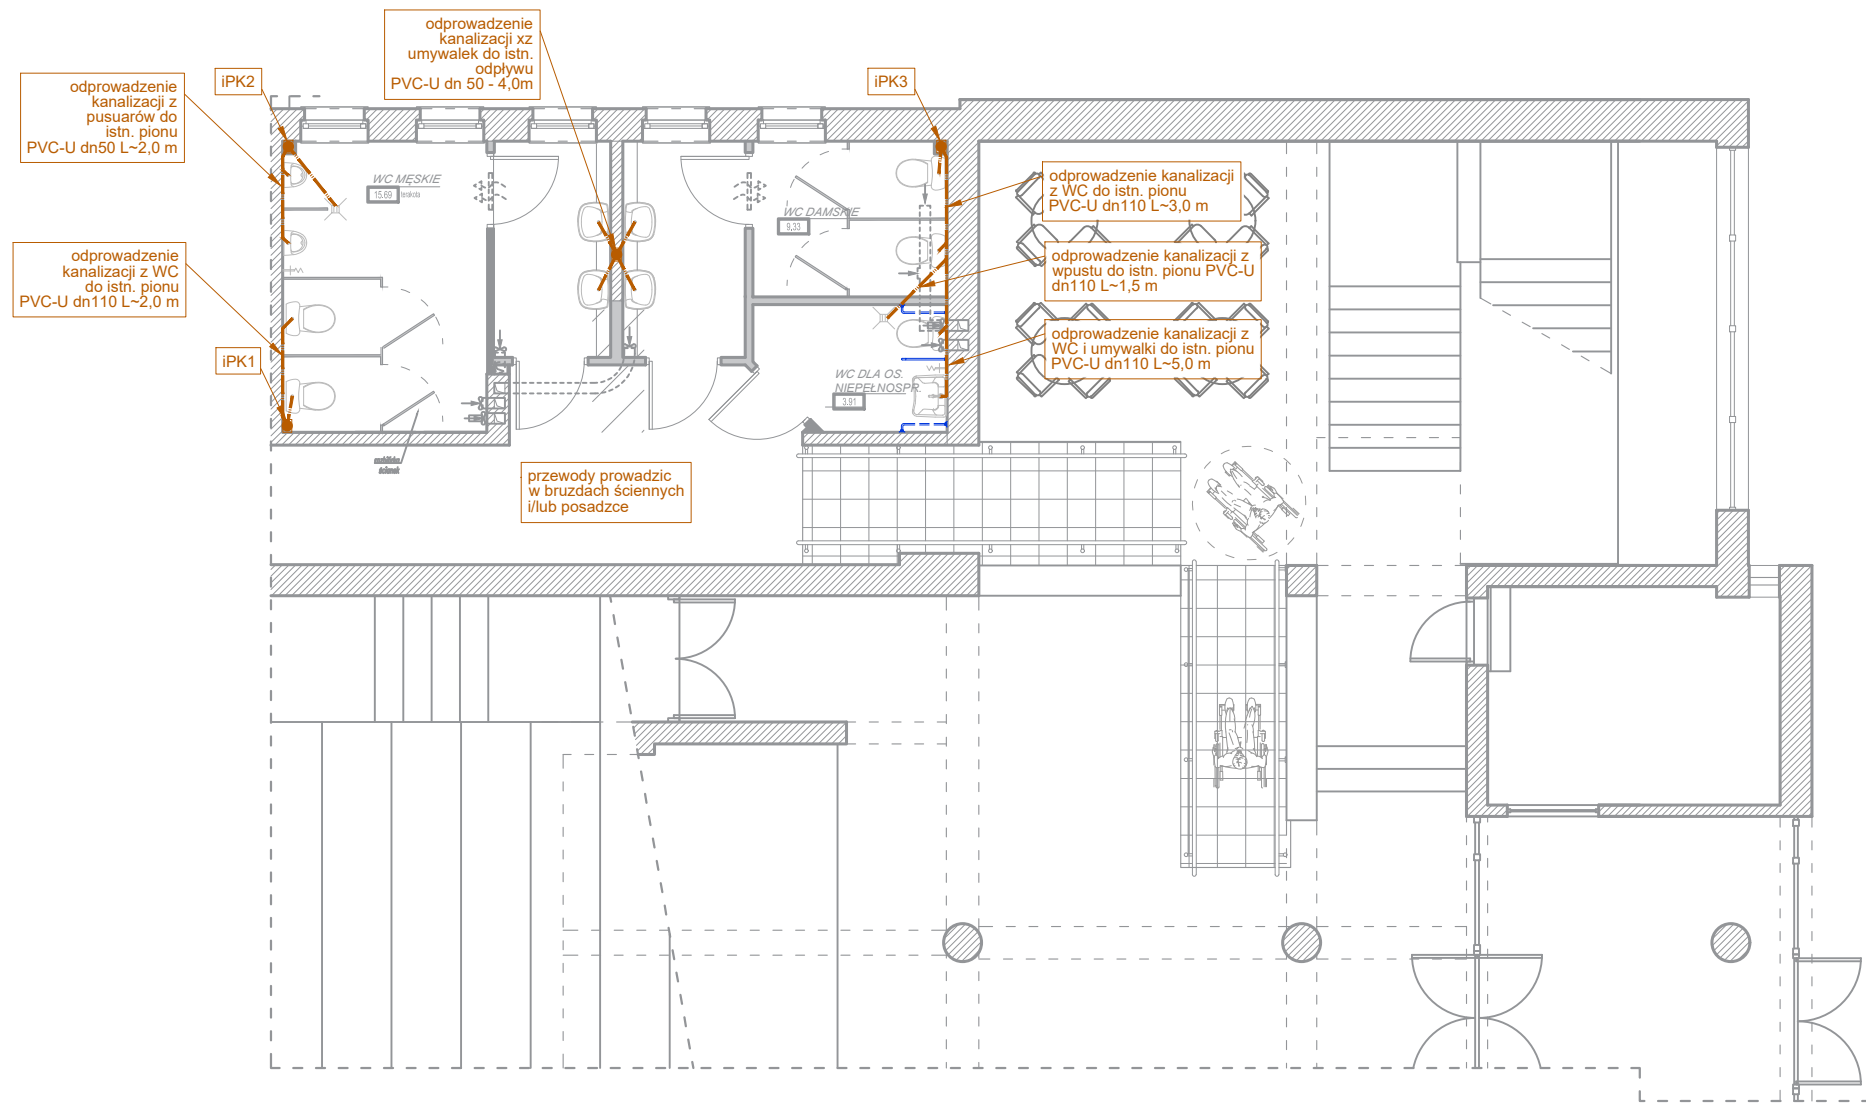 odprowadzenie
kanalizacji xz
umywalek do istn.
odpływu
PVC-U dn 50 - 4,0m
iPK2
iPK3
odprowadzenie
kanalizacji z
pusuarów do
istn. pionu
PVC-U dn50 L~2,0 m
WC MĘSKIE
15.69
terakota
WC DAMSKIE
9,33
odprowadzenie kanalizacji
z WC do istn. pionu
PVC-U dn110 L~3,0 m
odprowadzenie
kanalizacji z WC
do istn. pionu
PVC-U dn110 L~2,0 m
odprowadzenie kanalizacji z
wpustu do istn. pionu PVC-U
dn110 L~1,5 m
odprowadzenie kanalizacji z
WC i umywalki do istn. pionu
PVC-U dn110 L~5,0 m
iPK1
WC DLA OS.
NIEPEŁNOSPR.
3.91
ścianek
przewody prowadzic
w bruzdach ściennych
i/lub posadzce